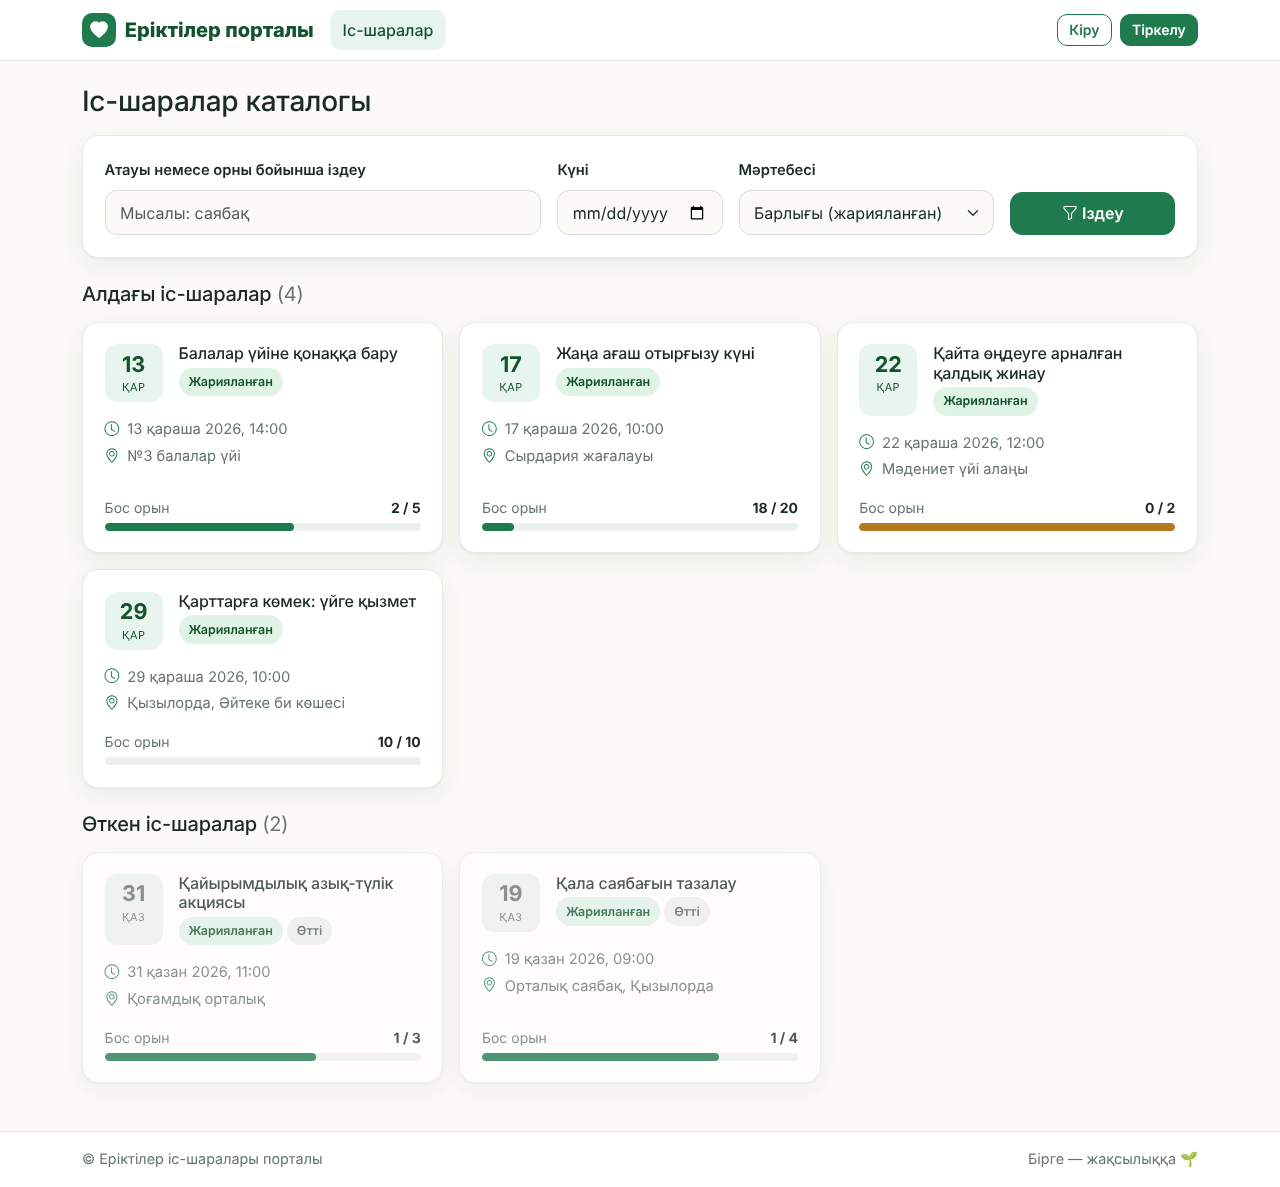 Еріктілер порталы
Іс-шаралар
Кіру
Тіркелу
Іс-шаралар каталогы
Атауы немесе орны бойынша іздеу
Күні
Мәртебесі
Мысалы: саябақ
mm/dd/yyyy
Барлығы (жарияланған)
Іздеу
Алдағы іс-шаралар (4)
13
ҚАР
Балалар үйіне қонаққа бару
Жарияланған
13 қараша 2026, 14:00
№3 балалар үйі
Бос орын
2 / 5
17
ҚАР
Жаңа ағаш отырғызу күні
Жарияланған
17 қараша 2026, 10:00
Сырдария жағалауы
Бос орын
18 / 20
22
ҚАР
Қайта өңдеуге арналған
қалдық жинау
Жарияланған
22 қараша 2026, 12:00
Мәдениет үйі алаңы
Бос орын
0 / 2
29
ҚАР
Қарттарға көмек: үйге қызмет
Жарияланған
29 қараша 2026, 10:00
Қызылорда, Әйтеке би көшесі
Бос орын
10 / 10
Өткен іс-шаралар (2)
31
ҚАЗ
Қайырымдылық азық-түлік
акциясы
Жарияланған
Өтті
31 қазан 2026, 11:00
Қоғамдық орталық
Бос орын
1 / 3
19
ҚАЗ
Қала саябағын тазалау
Жарияланған
Өтті
19 қазан 2026, 09:00
Орталық саябақ, Қызылорда
Бос орын
1 / 4
© Еріктілер іс-шаралары порталы
Бірге — жақсылыққа 🌱